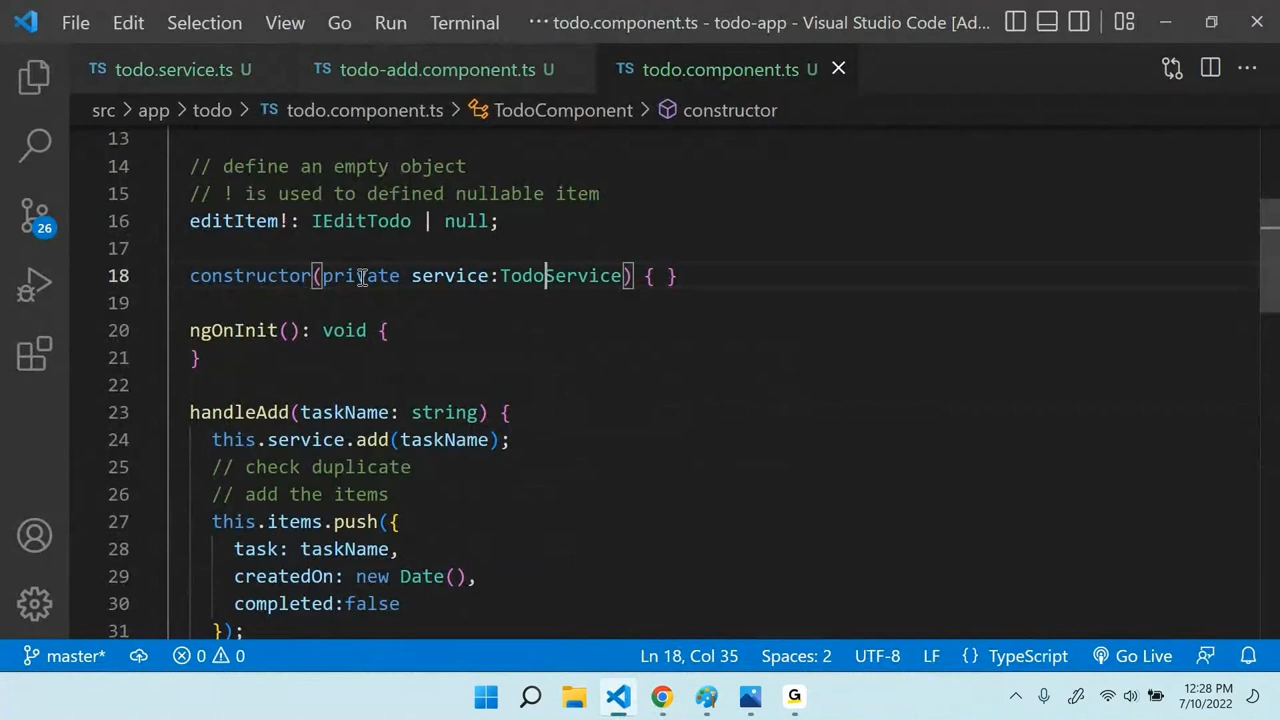 File Edit Selection View Go Run Terminal ··· todo.component.ts - todo-app - Visual Studio Code [Ad...
TS todo.service.ts U TS todo-add.component.ts U TS todo.component.ts U
src > app > todo > TS todo.component.ts > TodoComponent > constructor
13
14 // define an empty object
15 // ! is used to defined nullable item
16 editItem!: IEditTodo | null;
17
18 constructor(private service:TodoService) { }
19
20 ngOnInit(): void {
21 }
22
23 handleAdd(taskName: string) {
24 this.service.add(taskName);
25 // check duplicate
26 // add the items
27 this.items.push({
28 task: taskName,
29 createdOn: new Date(),
30 completed:false
31 });
26
master* 0 0 Ln 18, Col 35 Spaces: 2 UTF-8 LF {} TypeScript Go Live
G
12:28 PM
7/10/2022